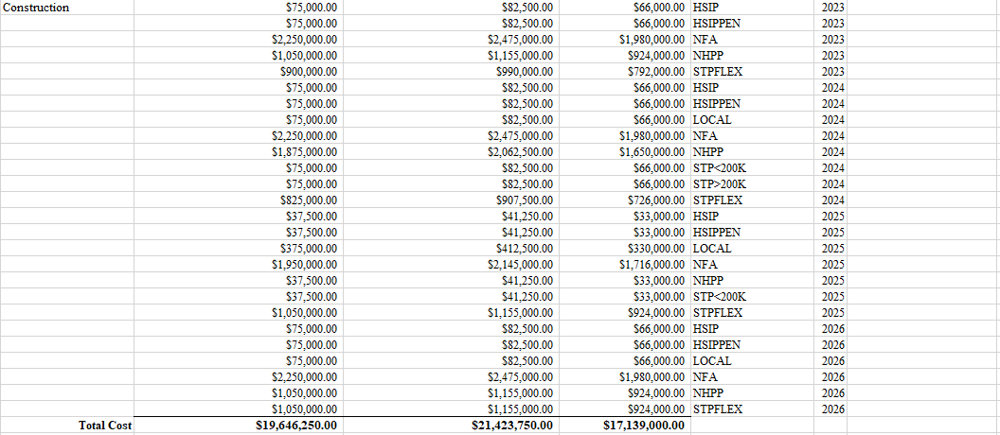 Construction $75,000.00 $82,500.00 $66,000.00 HSIP 2023
$75,000.00 $82,500.00 $66,000.00 HSIPPEN 2023
$2,250,000.00 $2,475,000.00 $1,980,000.00 NFA 2023
$1,050,000.00 $1,155,000.00 $924,000.00 NHPP 2023
$900,000.00 $990,000.00 $792,000.00 STPFLEX 2023
$75,000.00 $82,500.00 $66,000.00 HSIP 2024
$75,000.00 $82,500.00 $66,000.00 HSIPPEN 2024
$75,000.00 $82,500.00 $66,000.00 LOCAL 2024
$2,250,000.00 $2,475,000.00 $1,980,000.00 NFA 2024
$1,875,000.00 $2,062,500.00 $1,650,000.00 NHPP 2024
$75,000.00 $82,500.00 $66,000.00 STP<200K 2024
$75,000.00 $82,500.00 $66,000.00 STP>200K 2024
$825,000.00 $907,500.00 $726,000.00 STPFLEX 2024
$37,500.00 $41,250.00 $33,000.00 HSIP 2025
$37,500.00 $41,250.00 $33,000.00 HSIPPEN 2025
$375,000.00 $412,500.00 $330,000.00 LOCAL 2025
$1,950,000.00 $2,145,000.00 $1,716,000.00 NFA 2025
$37,500.00 $41,250.00 $33,000.00 NHPP 2025
$37,500.00 $41,250.00 $33,000.00 STP<200K 2025
$1,050,000.00 $1,155,000.00 $924,000.00 STPFLEX 2025
$75,000.00 $82,500.00 $66,000.00 HSIP 2026
$75,000.00 $82,500.00 $66,000.00 HSIPPEN 2026
$75,000.00 $82,500.00 $66,000.00 LOCAL 2026
$2,250,000.00 $2,475,000.00 $1,980,000.00 NFA 2026
$1,050,000.00 $1,155,000.00 $924,000.00 NHPP 2026
$1,050,000.00 $1,155,000.00 $924,000.00 STPFLEX 2026
Total Cost $19,646,250.00 $21,423,750.00 $17,139,000.00